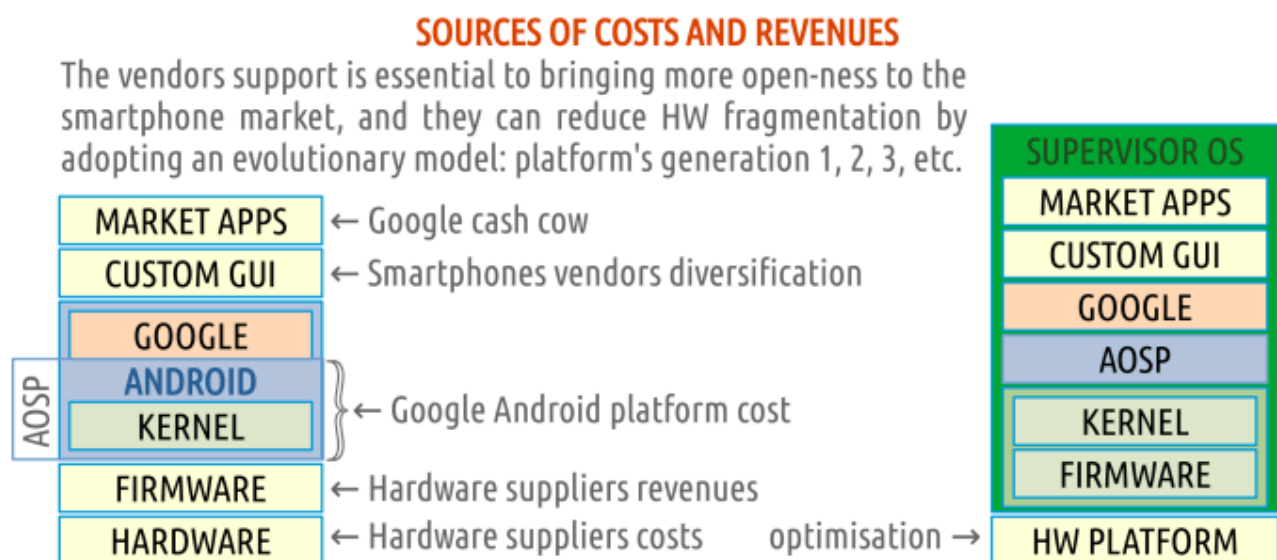 SOURCES OF COSTS AND REVENUES
The vendors support is essential to bringing more open-ness to the
smartphone market, and they can reduce HW fragmentation by
adopting an evolutionary model: platform's generation 1, 2, 3, etc.
MARKET APPS ← Google cash cow
CUSTOM GUI ← Smartphones vendors diversification
GOOGLE
AOSP
ANDROID
KERNEL
← Google Android platform cost
FIRMWARE ← Hardware suppliers revenues
HARDWARE ← Hardware suppliers costs
SUPERVISOR OS
MARKET APPS
CUSTOM GUI
GOOGLE
AOSP
KERNEL
FIRMWARE
optimisation → HW PLATFORM